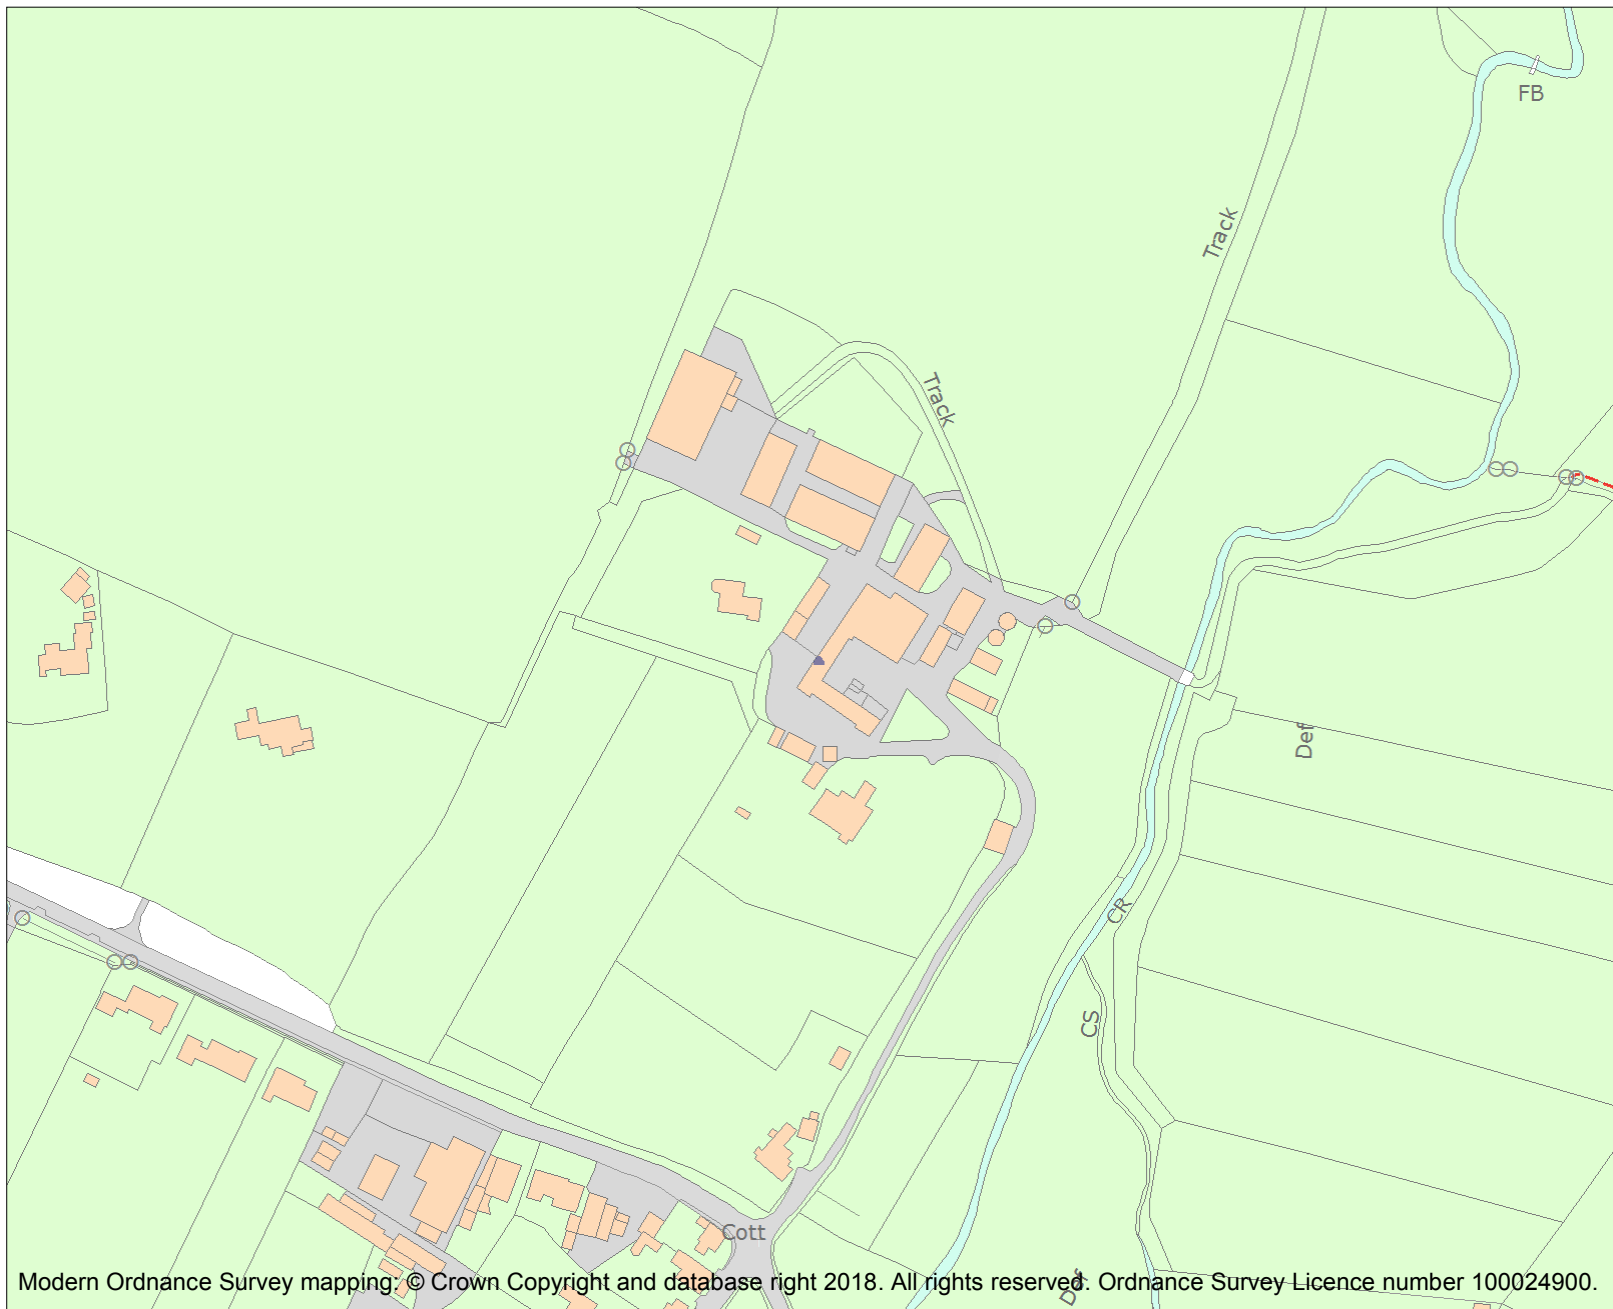 FB
Track
Track
Def
CR
CS
Cott
Def
Modern Ordnance Survey mapping: © Crown Copyright and database right 2018. All rights reserved. Ordnance Survey Licence number 100024900.